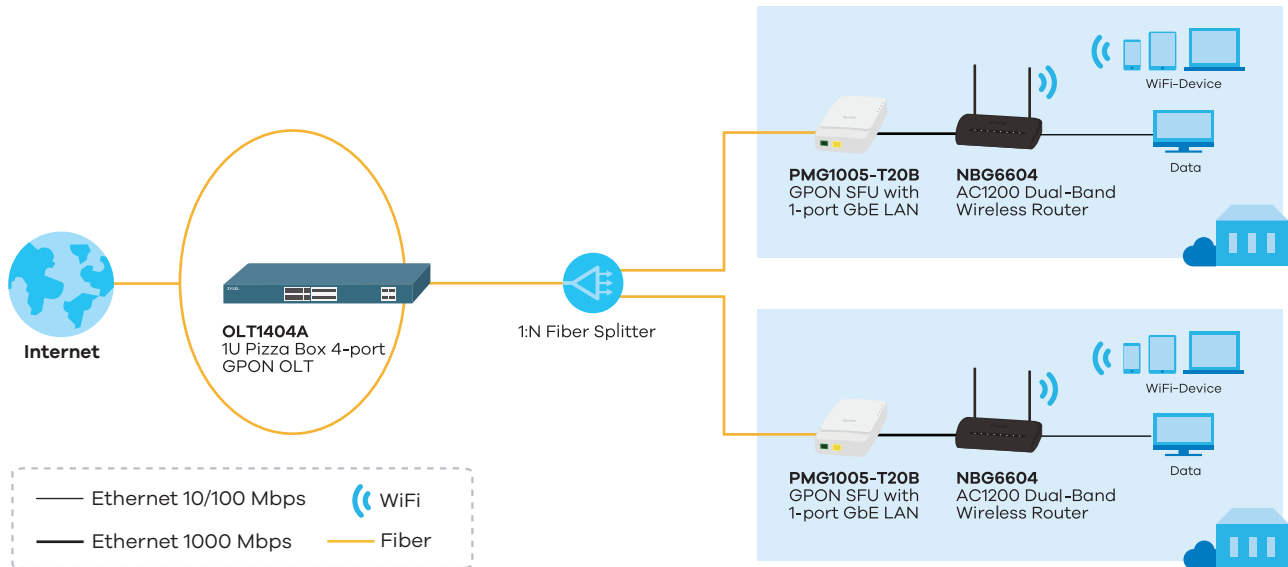 WiFi-Device
Data
PMG1005-T20B
GPON SFU with
1-port GbE LAN
NBG6604
AC1200 Dual-Band
Wireless Router
ZYXEL
OLT1404A
1U Pizza Box 4-port
GPON OLT
Internet
1:N Fiber Splitter
WiFi-Device
Data
PMG1005-T20B
GPON SFU with
1-port GbE LAN
NBG6604
AC1200 Dual-Band
Wireless Router
Ethernet 10/100 Mbps
WiFi
Ethernet 1000 Mbps
Fiber